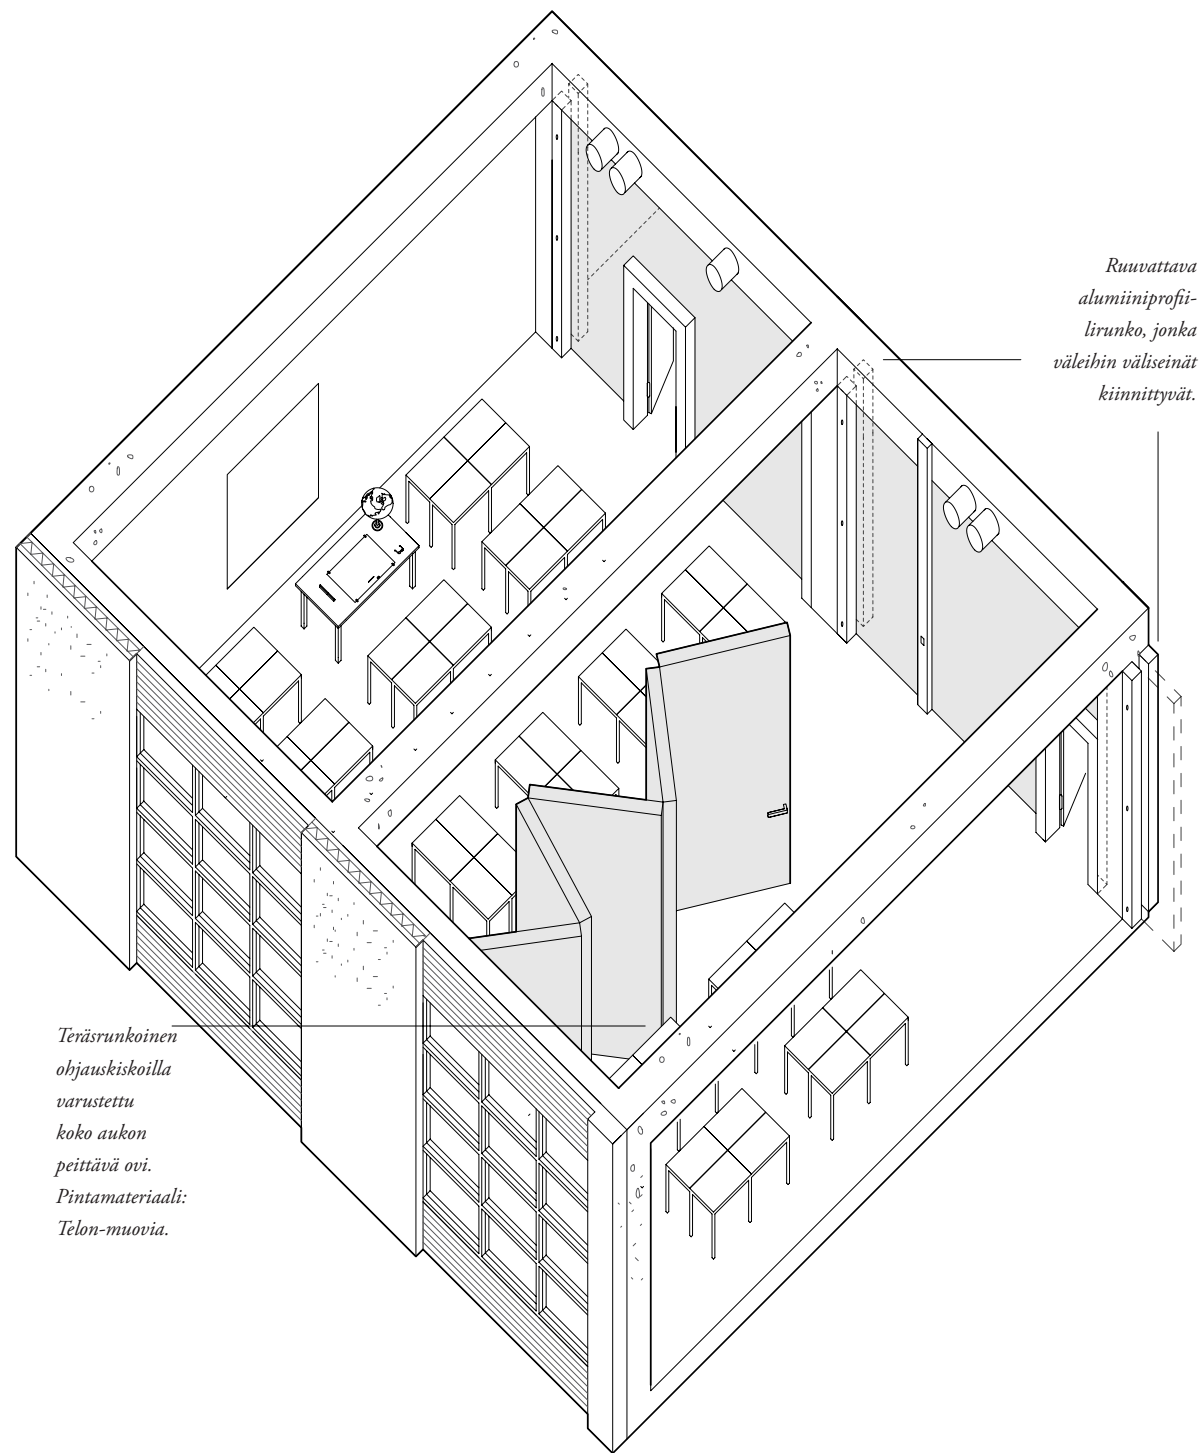 Ruuvattava
alumiiniprofii-
lirunko, jonka
väleihin väliseinät
kiinnittyvät.
Teräsrunkoinen
ohjauskiskoilla
varustettu
koko aukon
peittävä ovi.
Pintamateriaali:
Telon-muovia.